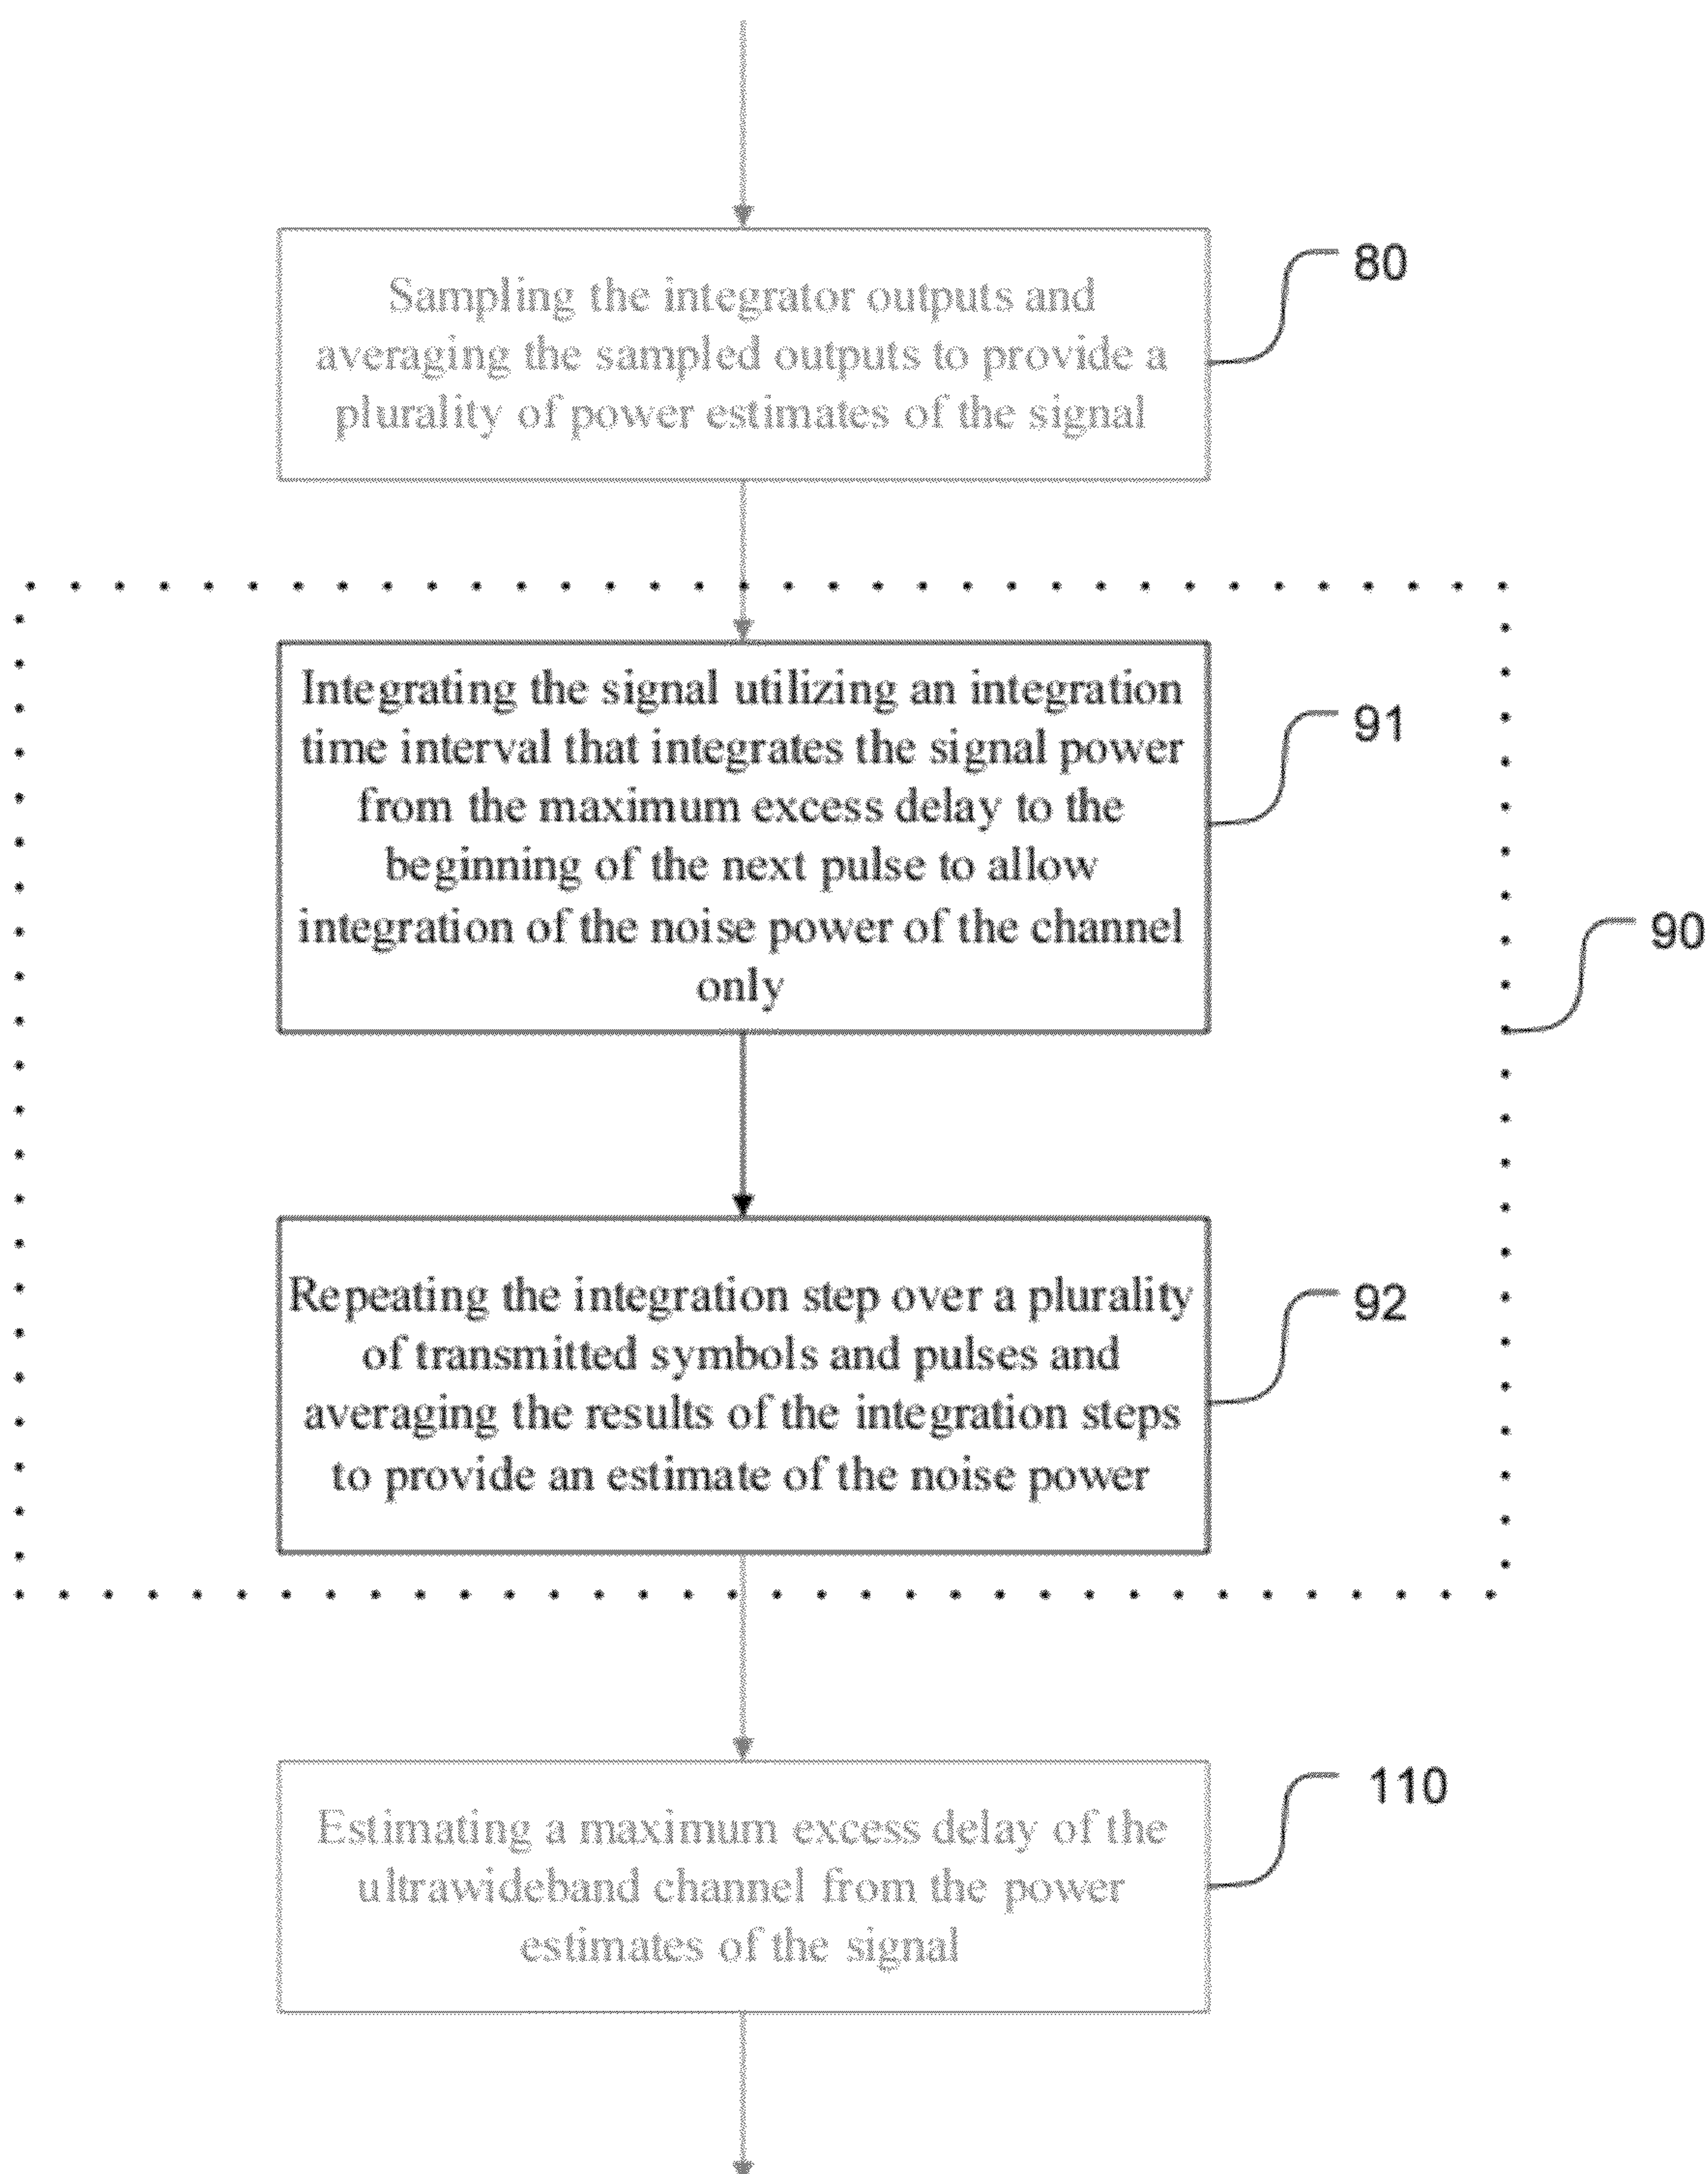 Sampling the integrator outputs and
averaging the sampled outputs to provide a
plurality of power estimates of the signal
80
Integrating the signal utilizing an integration
time interval that integrates the signal power
from the maximum excess delay to the
beginning of the next pulse to allow
integration of the noise power of the channel
only
91
90
Repeating the integration step over a plurality
of transmitted symbols and pulses and
averaging the results of the integration steps
to provide an estimate of the noise power
92
Estimating a maximum excess delay of the
ultrawideband channel from the power
estimates of the signal
110